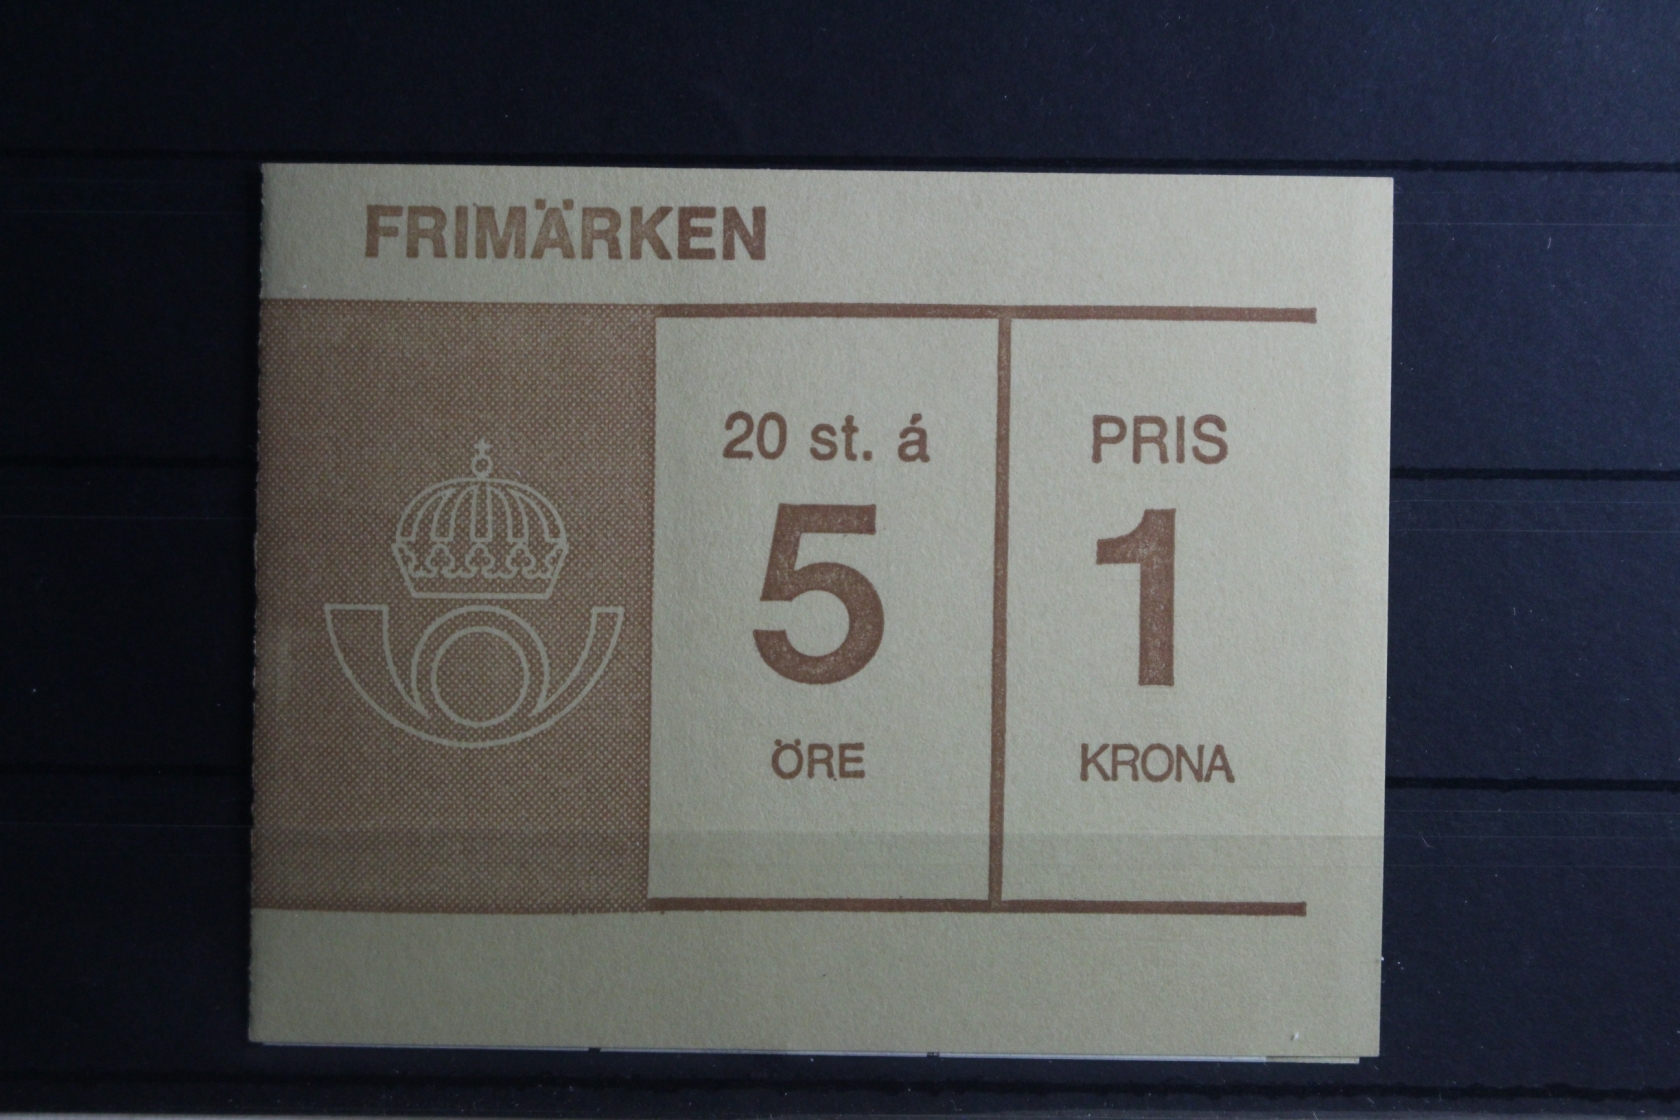 FRIMÄRKEN
20 st. á
5
ÖRE
PRIS
1
KRONA